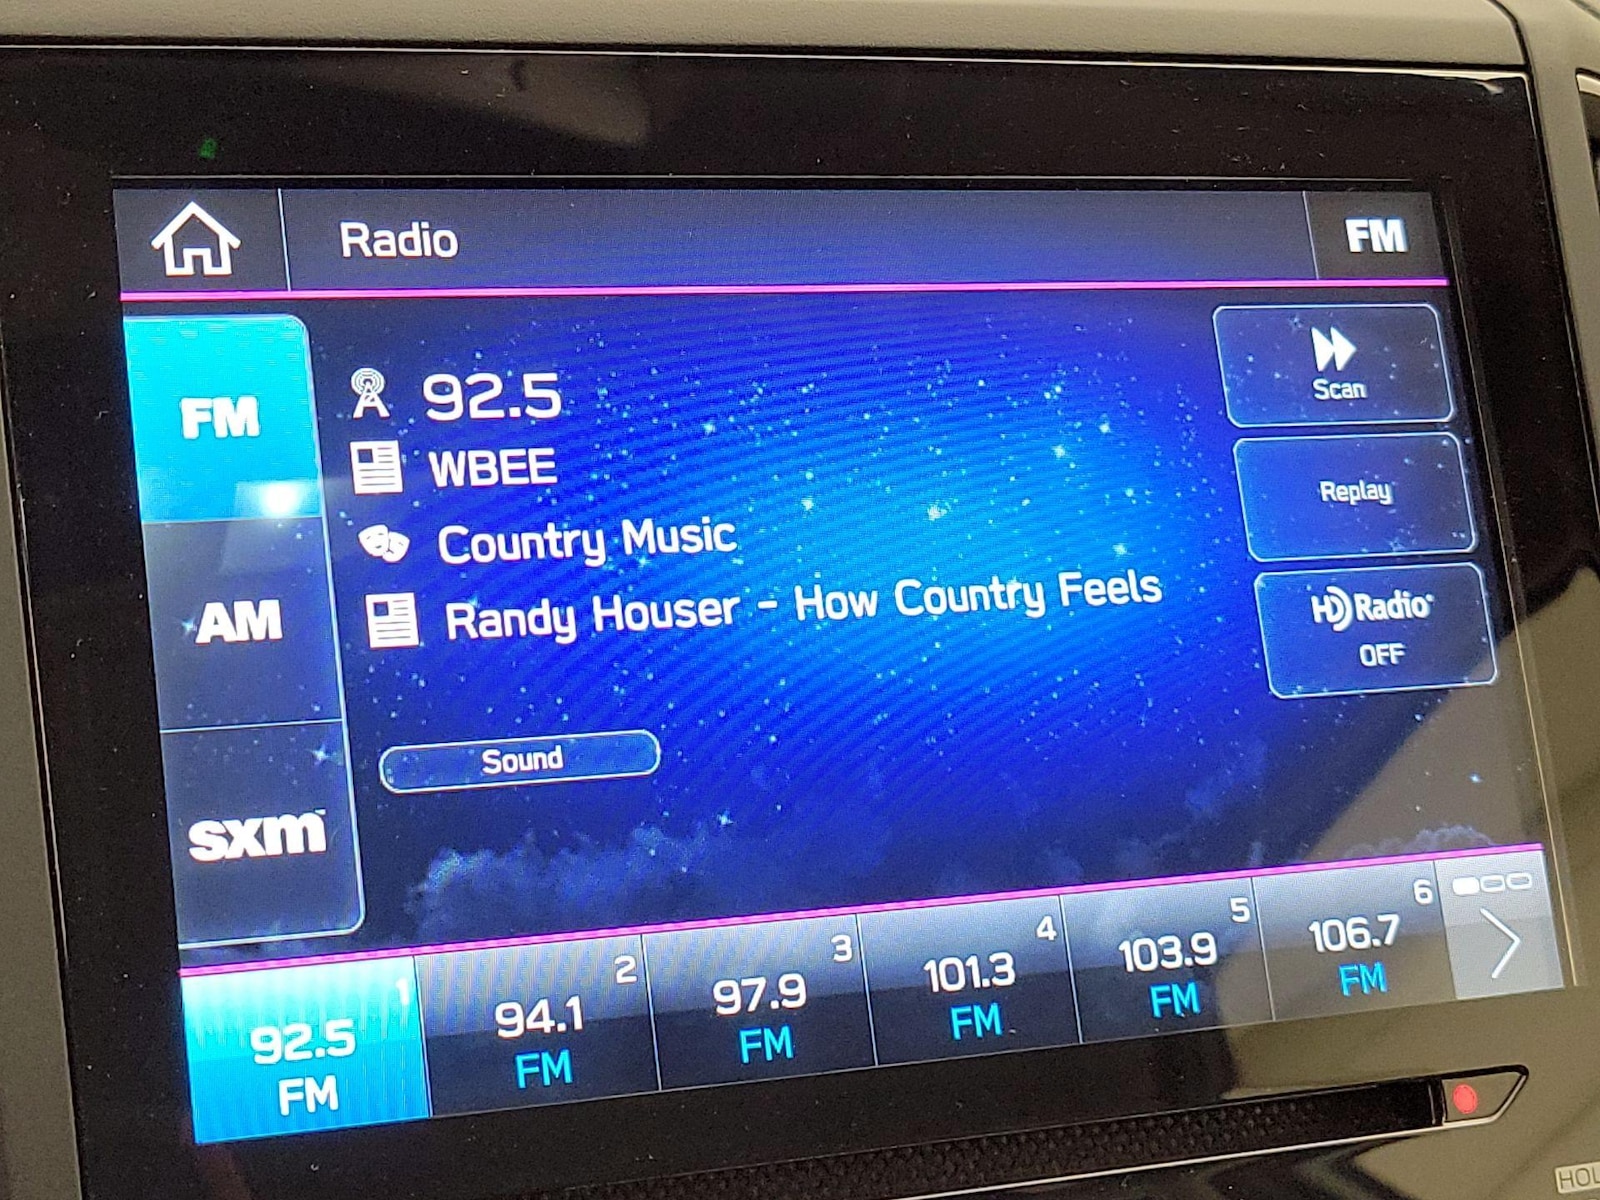 Radio
FM
FM
92.5
WBEE
Country Music
Randy Houser - How Country Feels
Scan
Replay
HD Radio
OFF
AM
sxm
Sound
1
92.5
FM
2
94.1
FM
3
97.9
FM
4
101.3
FM
5
103.9
FM
6
106.7
FM